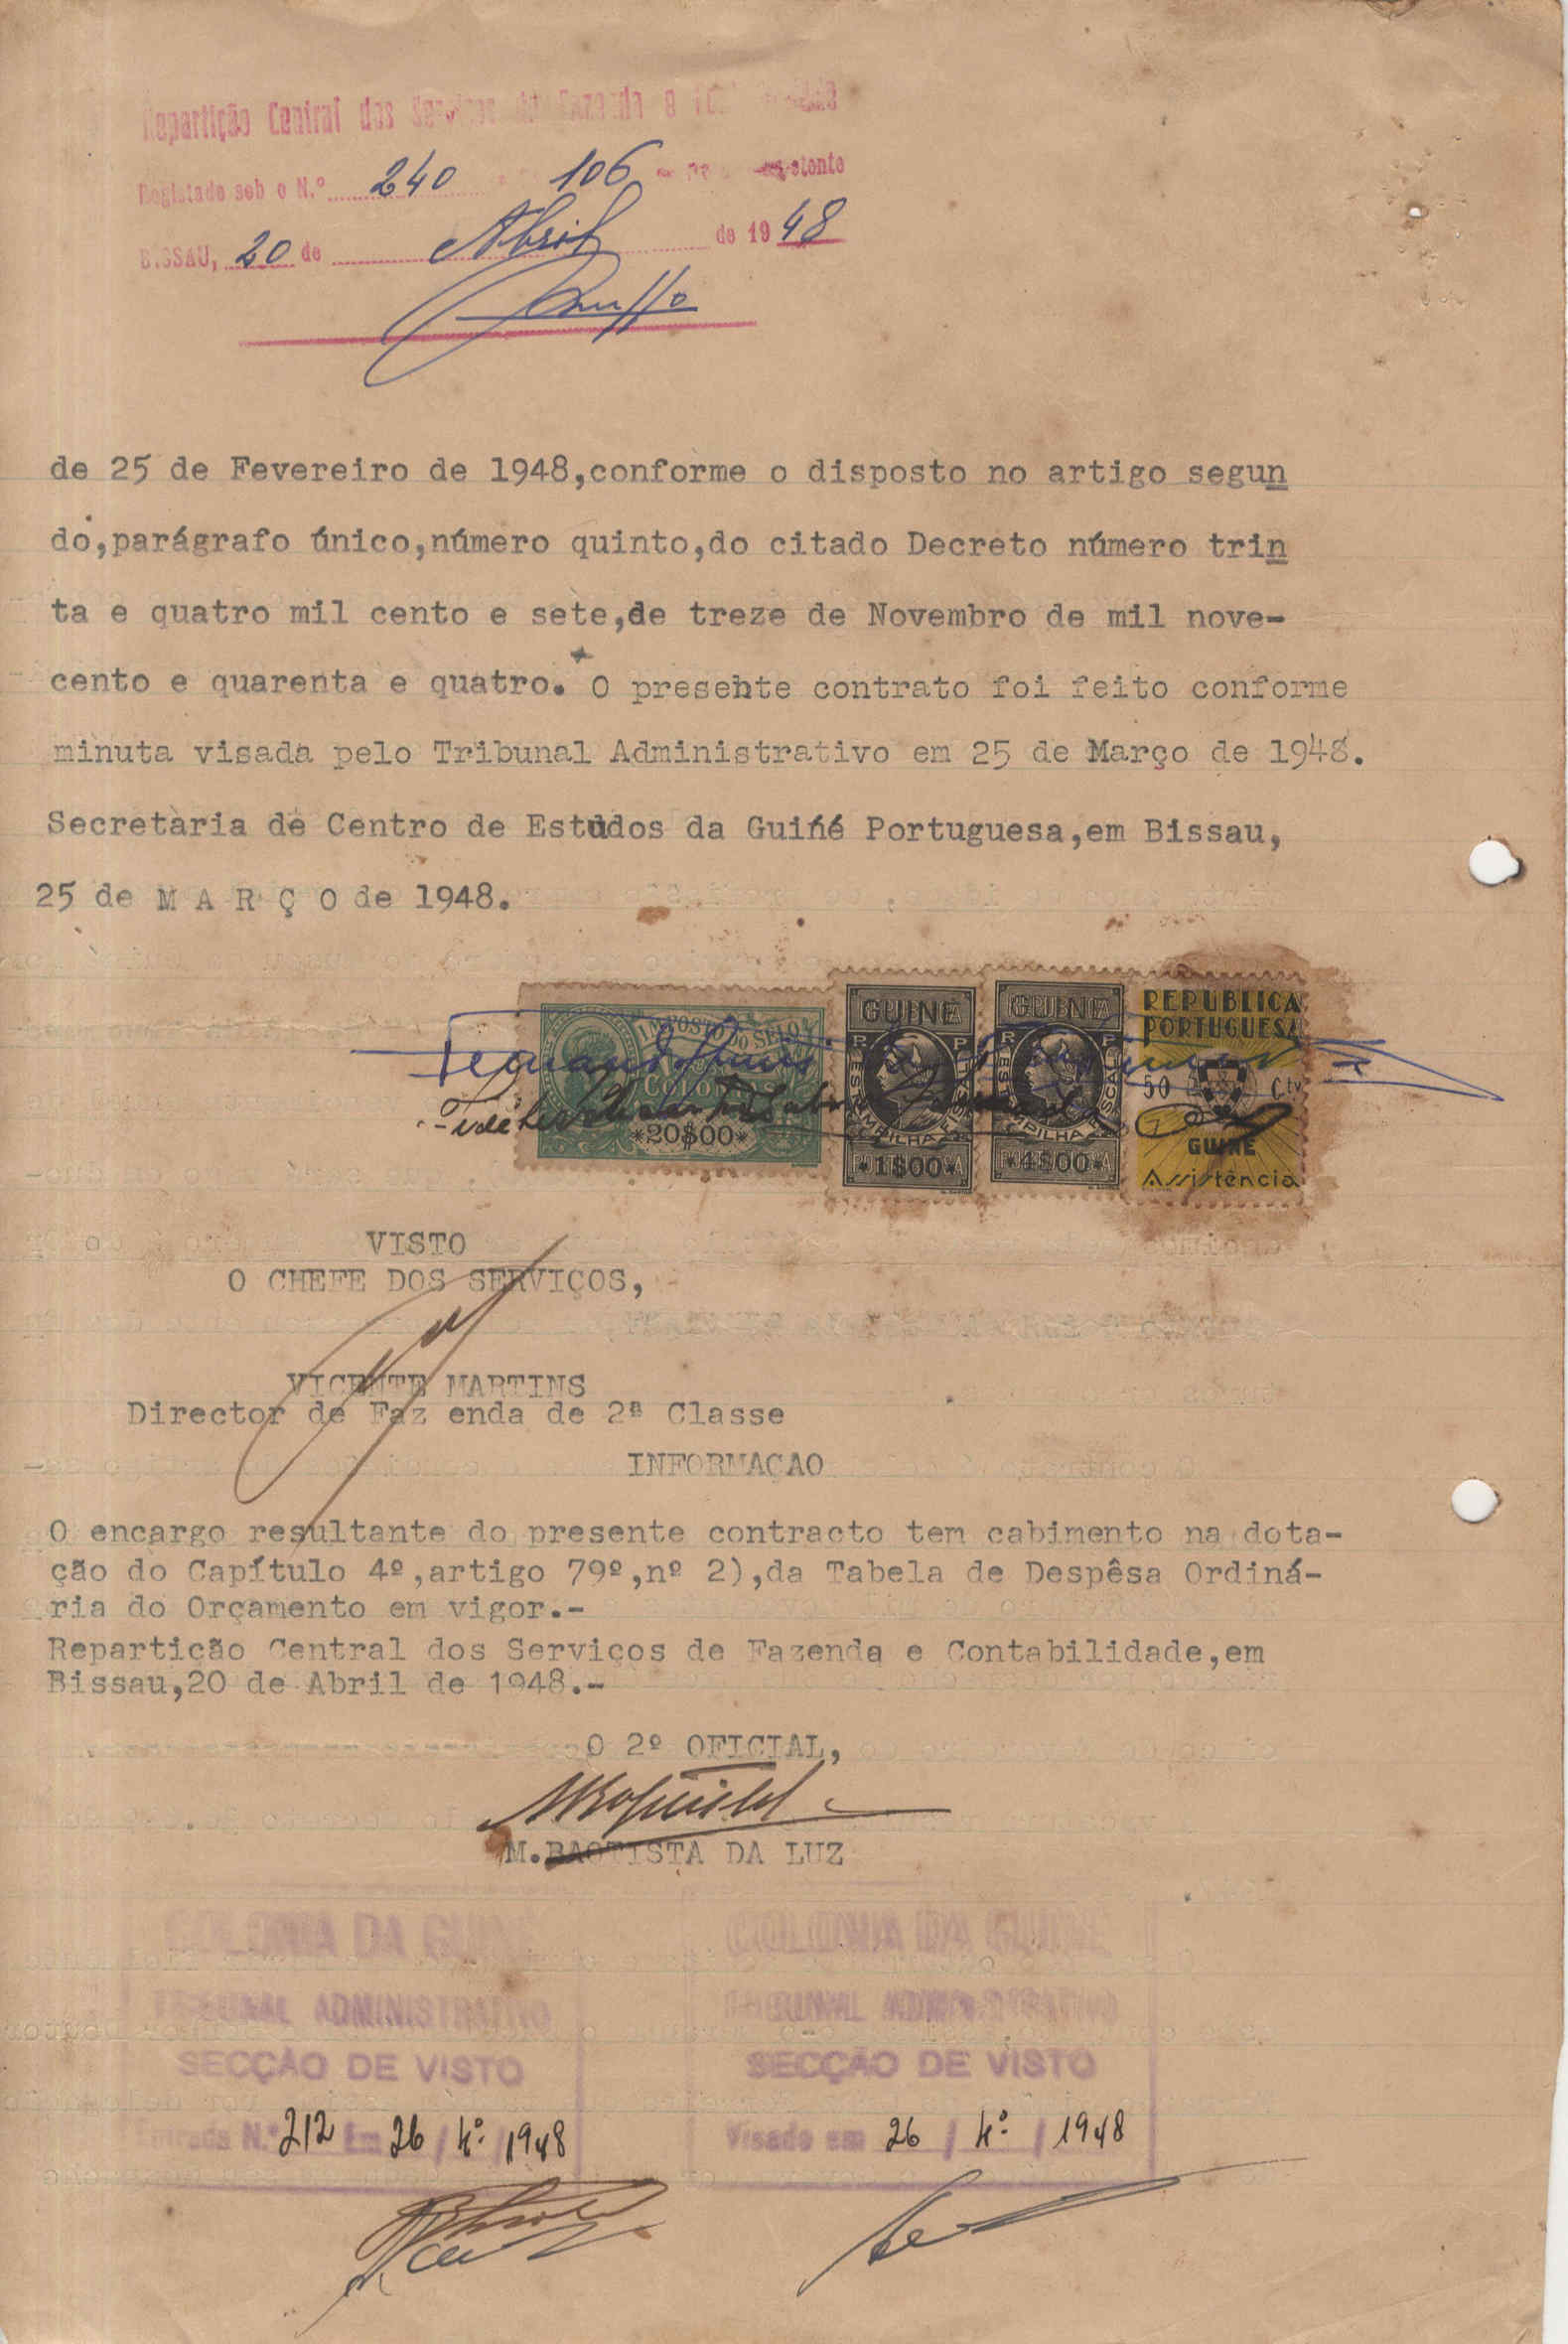 Repartição Central dos Serviços de Fazenda e
Registado sob o N.º 240 106
BISSAU, 20 de Abril de 1948
de 25 de Fevereiro de 1948,conforme o disposto no artigo segun
do,parágrafo único,número quinto,do citado Decreto número trin
ta e quatro mil cento e sete,de treze de Novembro de mil nove-
cento e quarenta e quatro. O presente contrato foi feito conforme
minuta visada pelo Tribunal Administrativo em 25 de Março de 1948.
Secretaria de Centro de Estudos da Guiné Portuguesa,em Bissau,
25 de M A R Ç O de 1948.
IMPOSTO DO SELO
COLONIAS
*20$00*
GUINÉ
R P
ESTAMPILHA FISCAL
*1$00*
GUINÉ
R P
ESTAMPILHA FISCAL
*4$00*
REPUBLICA
PORTUGUESA
50 Ctv
GUINÉ
Assistência
VISTO
O CHEFE DOS SERVIÇOS,
VICENTE MARTINS
Director de Faz enda de 2ª Classe
INFORMAÇAO
O encargo resultante do presente contracto tem cabimento na dota-
ção do Capítulo 4º,artigo 79º,nº 2),da Tabela de Despêsa Ordiná-
ria do Orçamento em vigor.-
Repartição Central dos Serviços de Fazenda e Contabilidade,em
Bissau,20 de Abril de 1948.-
O 2º OFICIAL,
M.BAPTISTA DA LUZ
COLONIA DA GUINÉ
TRIBUNAL ADMINISTRATIVO
SECÇÃO DE VISTO
Entrada N.º 212 Em 26 / 4º / 1948
COLONIA DA GUINÉ
TRIBUNAL ADMINISTRATIVO
SECÇÃO DE VISTO
Visado em 26 / 4º / 1948